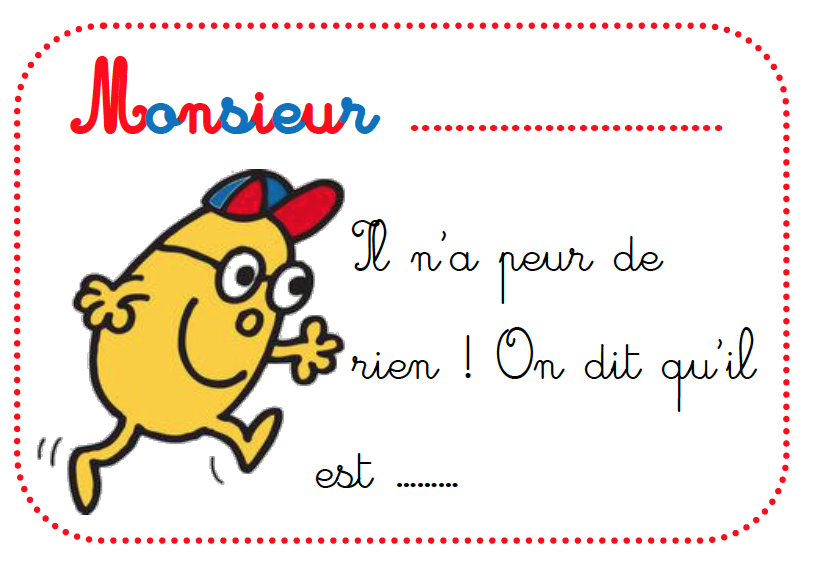 Monsieur ..............................
Il n'a peur de
rien ! On dit qu'il
est .........